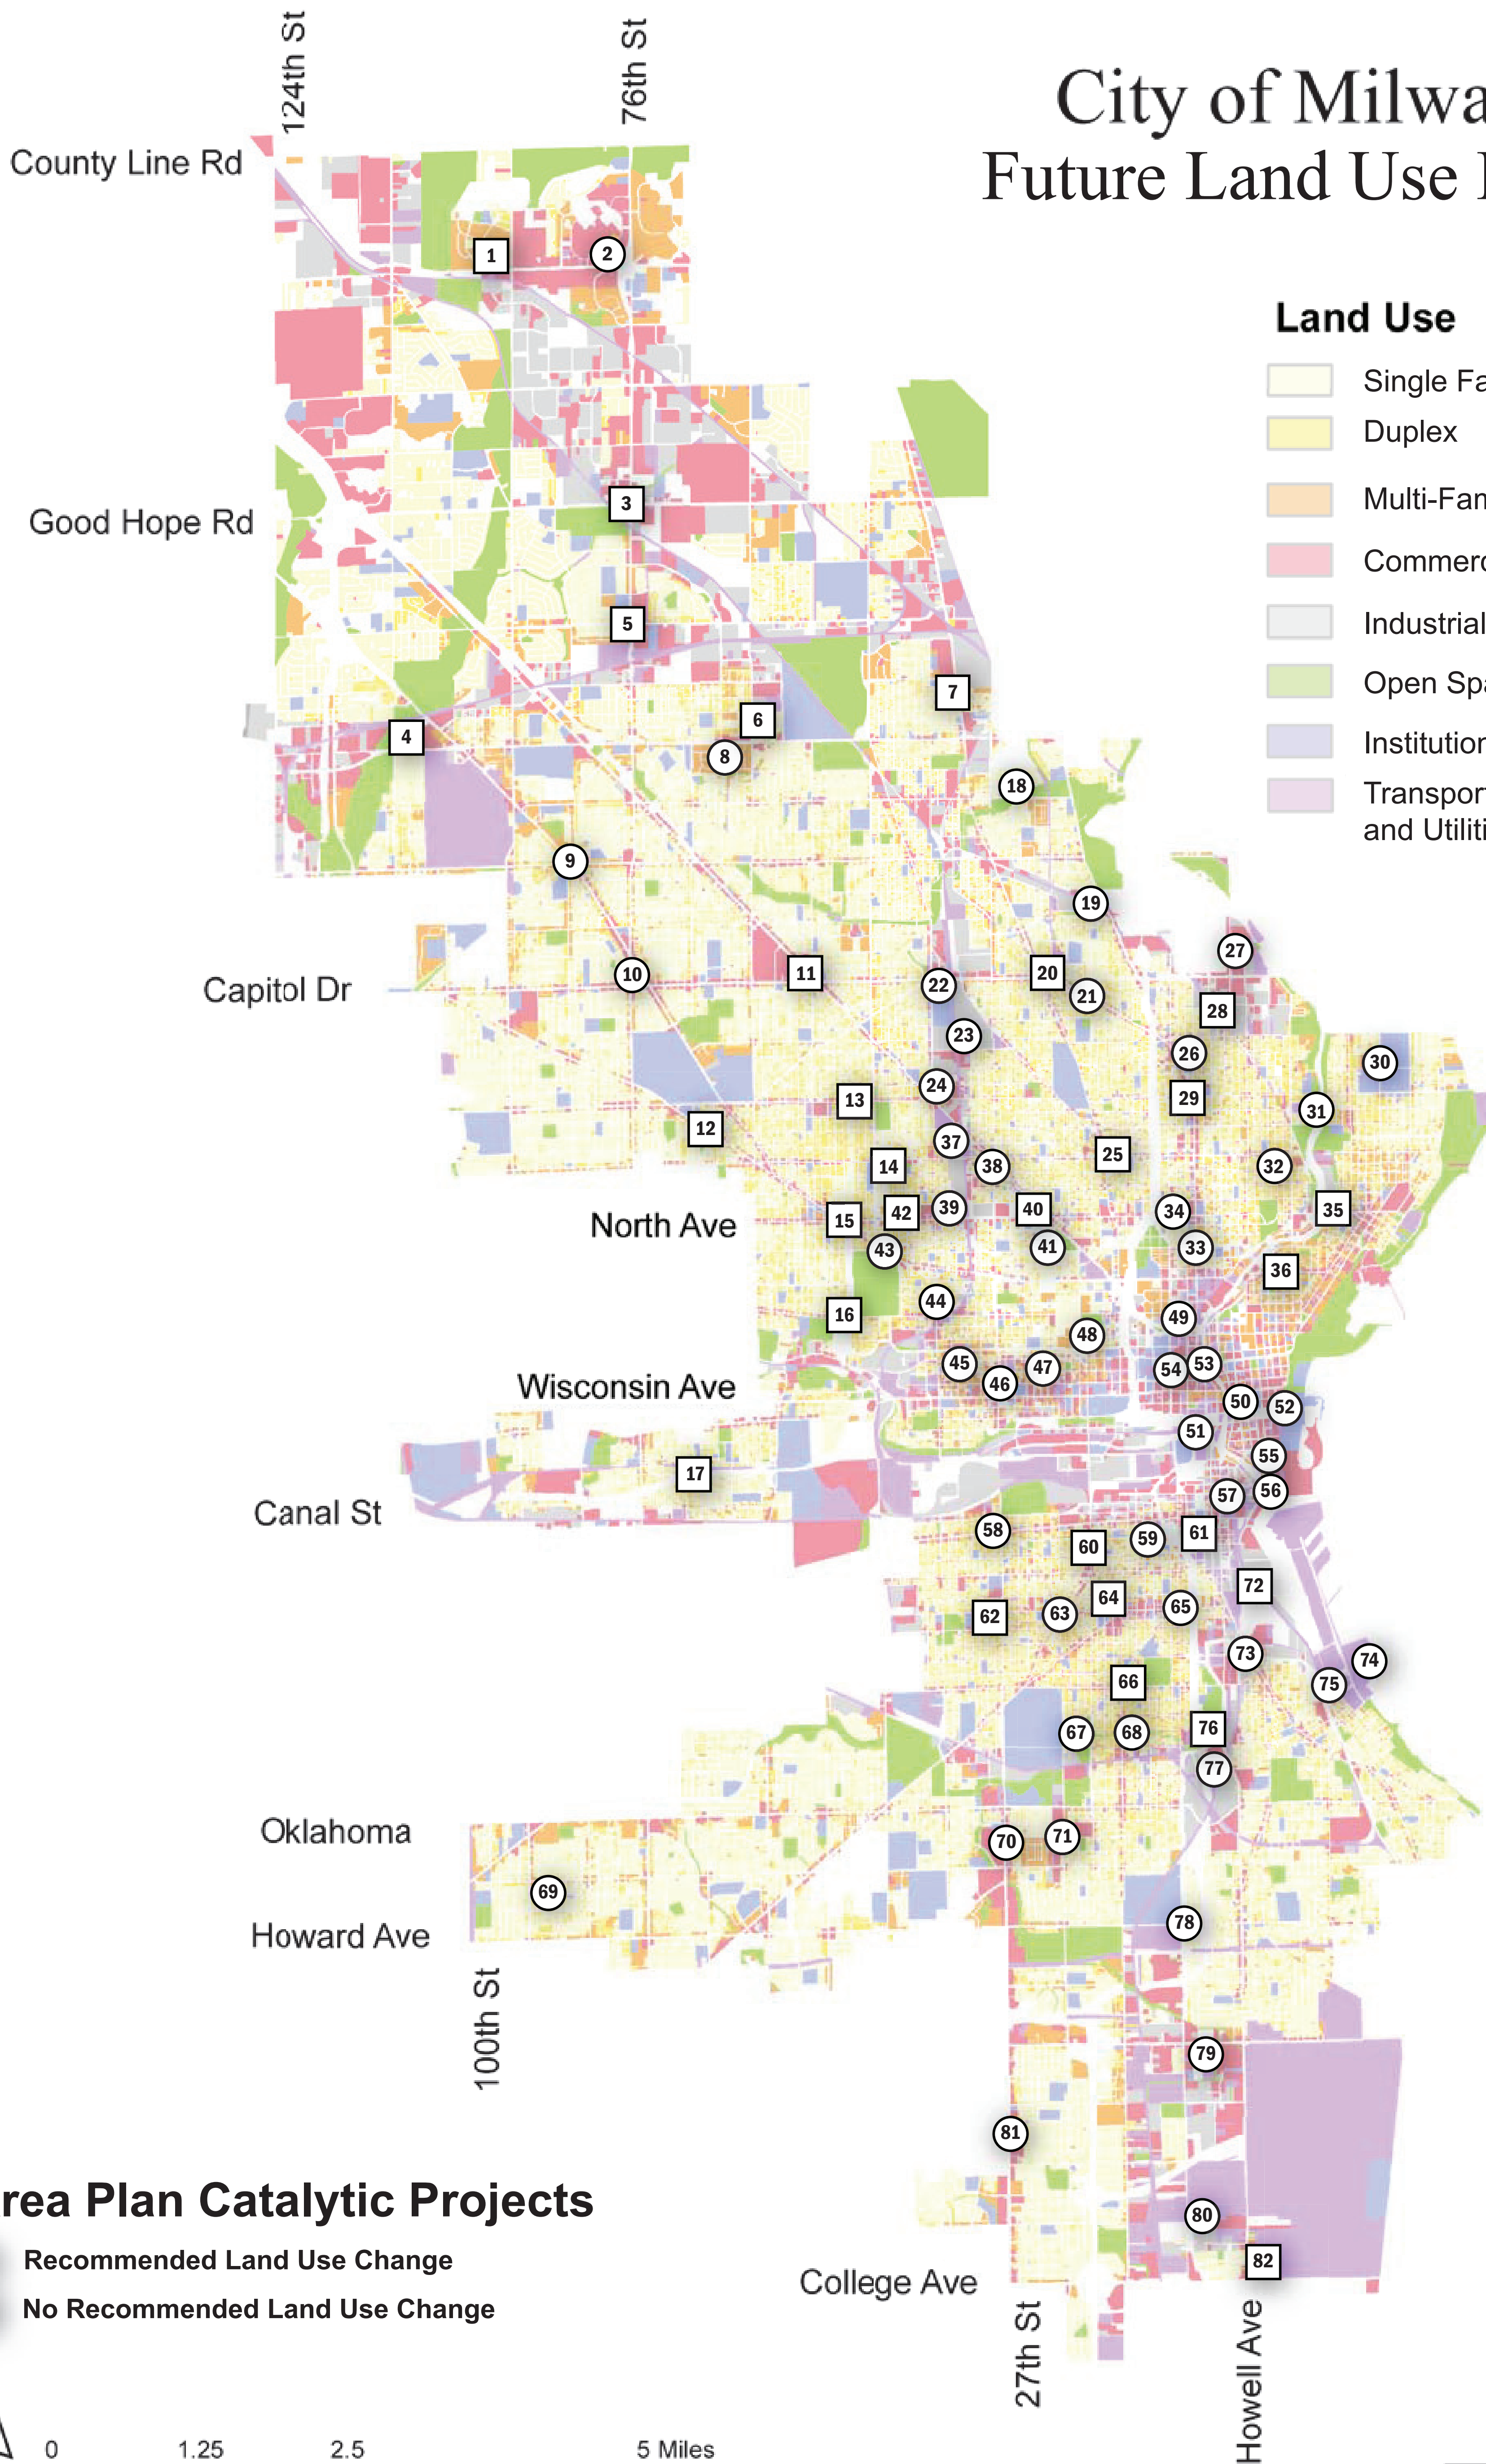 124th St
76th St
City of Milwa
Future Land Use
County Line Rd
1
2
Land Use
Single Fa
Duplex
Multi-Fam
Commerc
Industrial
Open Spa
Institution
Transport
and Utiliti
Good Hope Rd
3
5
7
6
4
8
18
9
19
27
Capitol Dr
10
11
20
22
21
28
23
26
30
24
29
13
31
12
37
25
14
38
32
North Ave
15
42
39
40
34
35
43
41
33
36
44
16
49
48
45
47
54
53
Wisconsin Ave
46
50
52
51
55
17
57
56
Canal St
58
60
59
61
72
62
63
64
65
73
74
66
75
67
68
76
77
Oklahoma
70
71
69
Howard Ave
78
100th St
79
81
rea Plan Catalytic Projects
80
Recommended Land Use Change
82
College Ave
No Recommended Land Use Change
27th St
Howell Ave
0 1.25 2.5 5 Miles